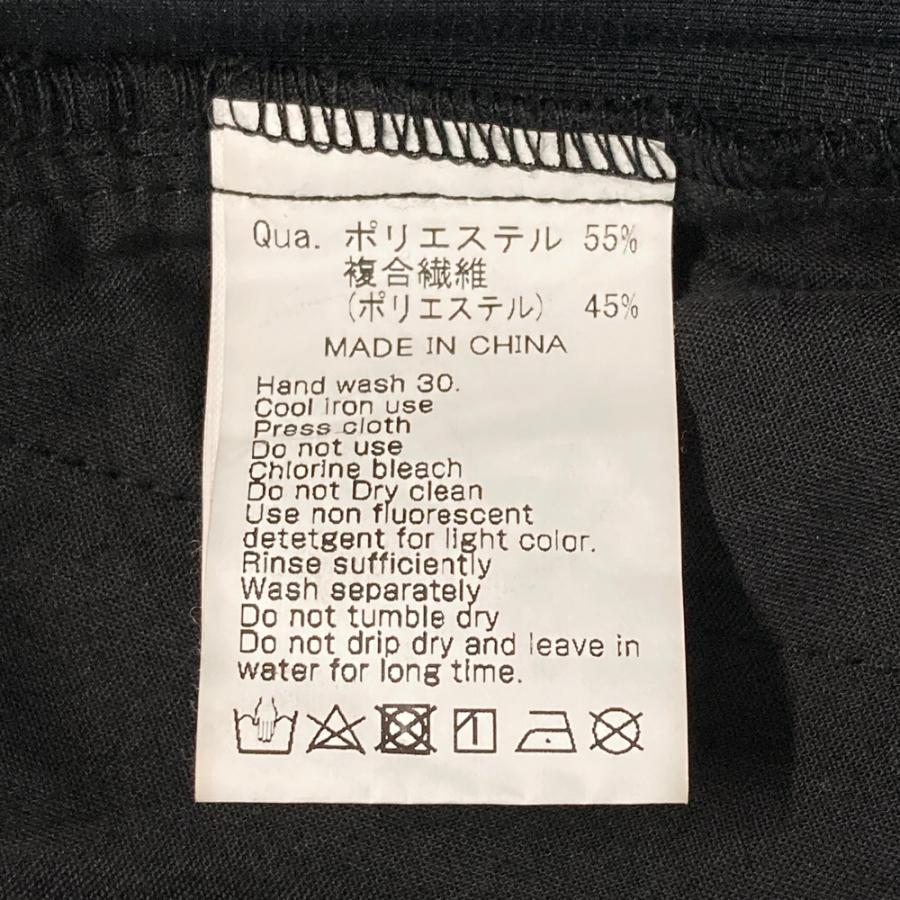 Qua. ポリエステル 55%
複合繊維
(ポリエステル) 45%
MADE IN CHINA
Hand wash 30.
Cool iron use
Press cloth
Do not use
Chlorine bleach
Do not Dry clean
Use non fluorescent
detetgent for light color.
Rinse sufficiently
Wash separately
Do not tumble dry
Do not drip dry and leave in
water for long time.